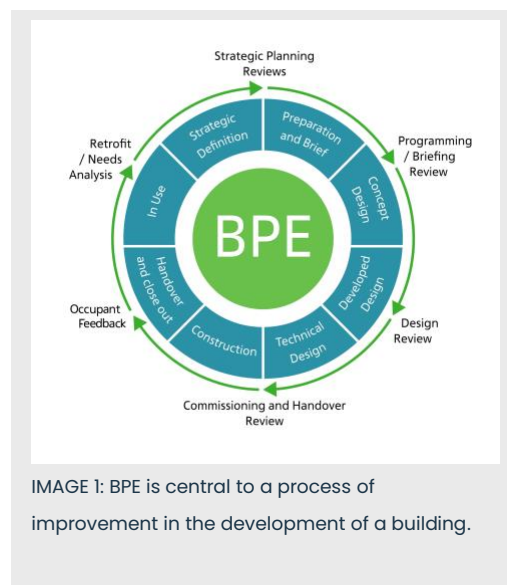 Strategic Planning
Reviews
Programming
/ Briefing
Review
Design
Review
Commissioning and Handover
Review
Occupant
Feedback
Retrofit
/ Needs
Analysis
Strategic
Definition
Preparation
and Brief
Concept
Design
Developed
Design
Technical
Design
Construction
Handover
and close out
In Use
BPE
IMAGE 1: BPE is central to a process of
improvement in the development of a building.